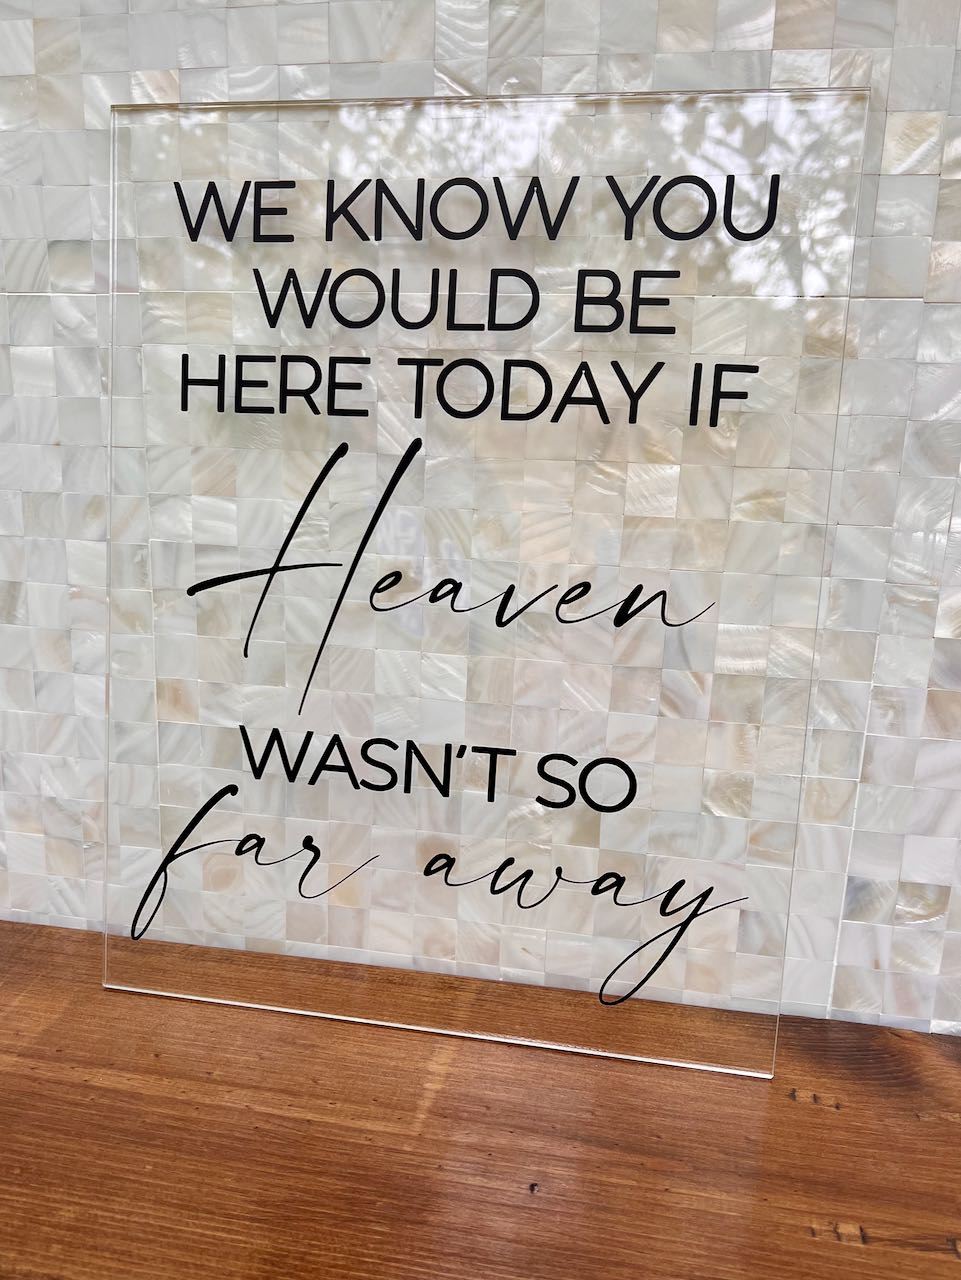 WE KNOW YOU
WOULD BE
HERE TODAY IF
Heaven
WASN'T SO
far away